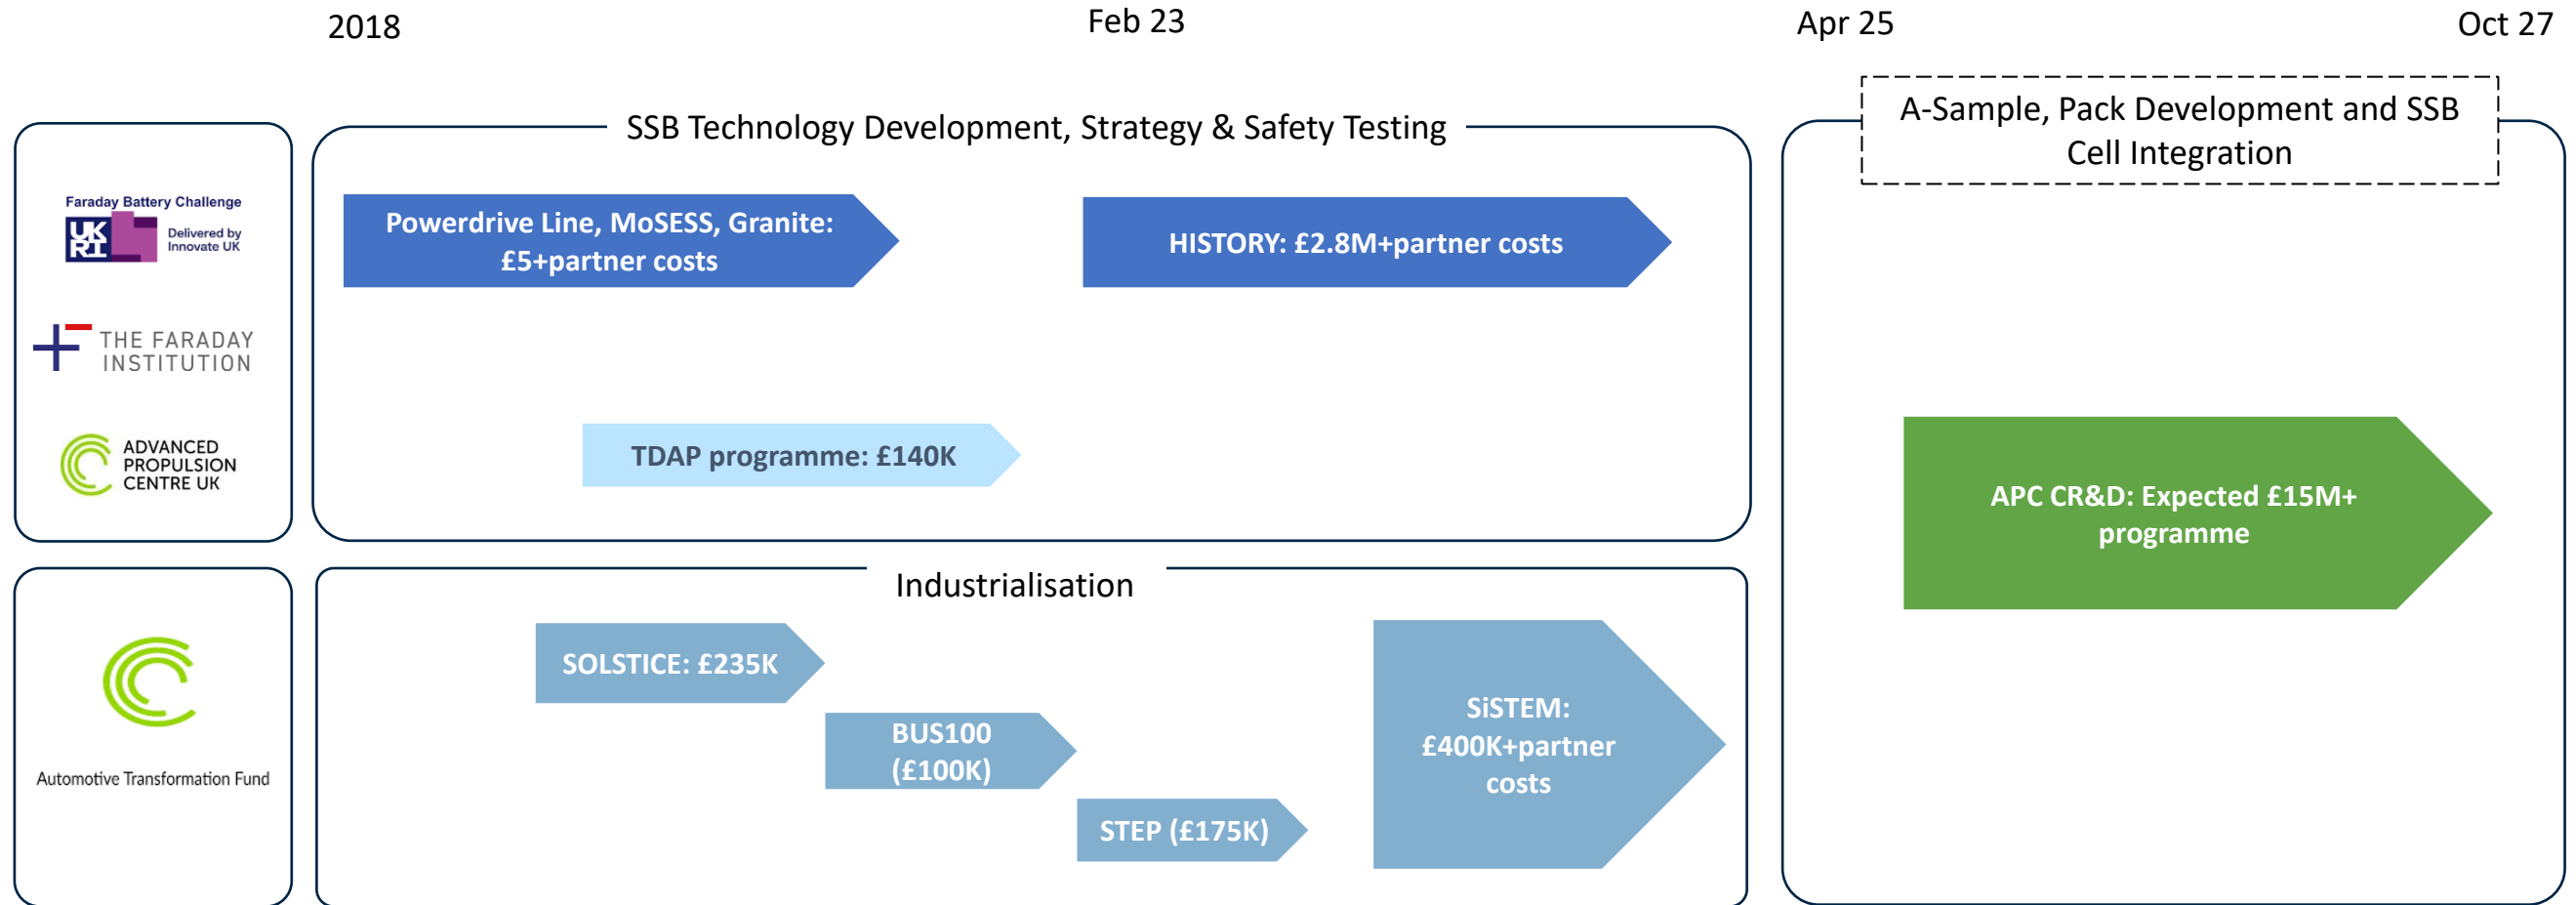 2018
Feb 23
Apr 25
Oct 27
Faraday Battery Challenge
UK
RI
Delivered by
Innovate UK
THE FARADAY
INSTITUTION
ADVANCED
PROPULSION
CENTRE UK
SSB Technology Development, Strategy & Safety Testing
Powerdrive Line, MoSESS, Granite:
£5+partner costs
HISTORY: £2.8M+partner costs
TDAP programme: £140K
A-Sample, Pack Development and SSB
Cell Integration
APC CR&D: Expected £15M+
programme
Automotive Transformation Fund
Industrialisation
SOLSTICE: £235K
BUS100
(£100K)
STEP (£175K)
SiSTEM:
£400K+partner
costs